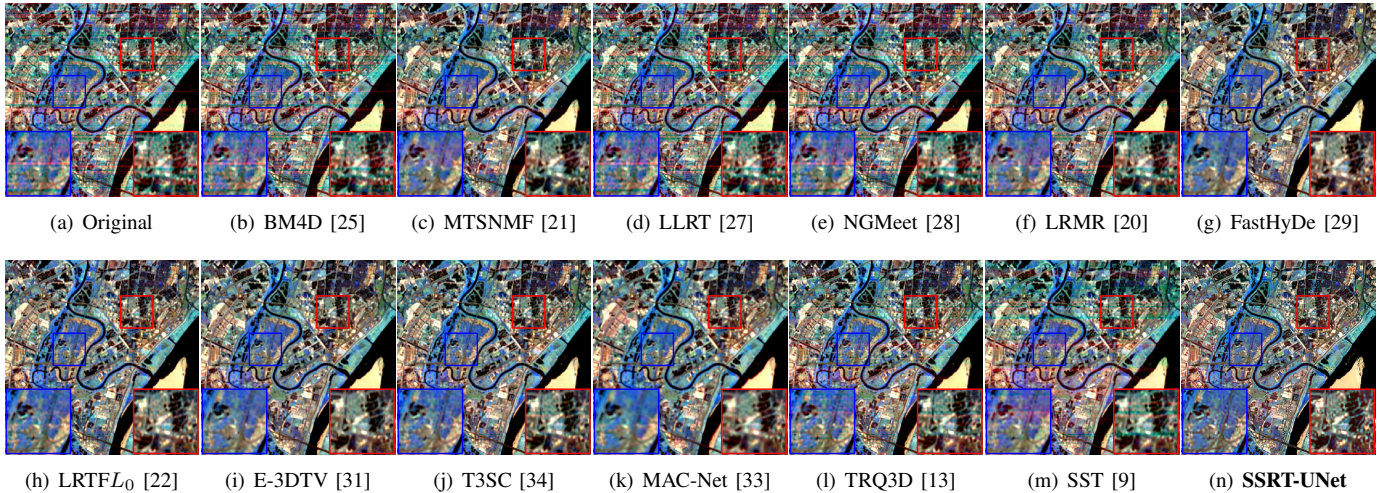 (a) Original (b) BM4D [25] (c) MTSNMF [21] (d) LLRT [27] (e) NGMeet [28] (f) LRMR [20] (g) FastHyDe [29]
(h) LRTFL₀ [22] (i) E-3DTV [31] (j) T3SC [34] (k) MAC-Net [33] (l) TRQ3D [13] (m) SST [9] (n) SSRT-UNet